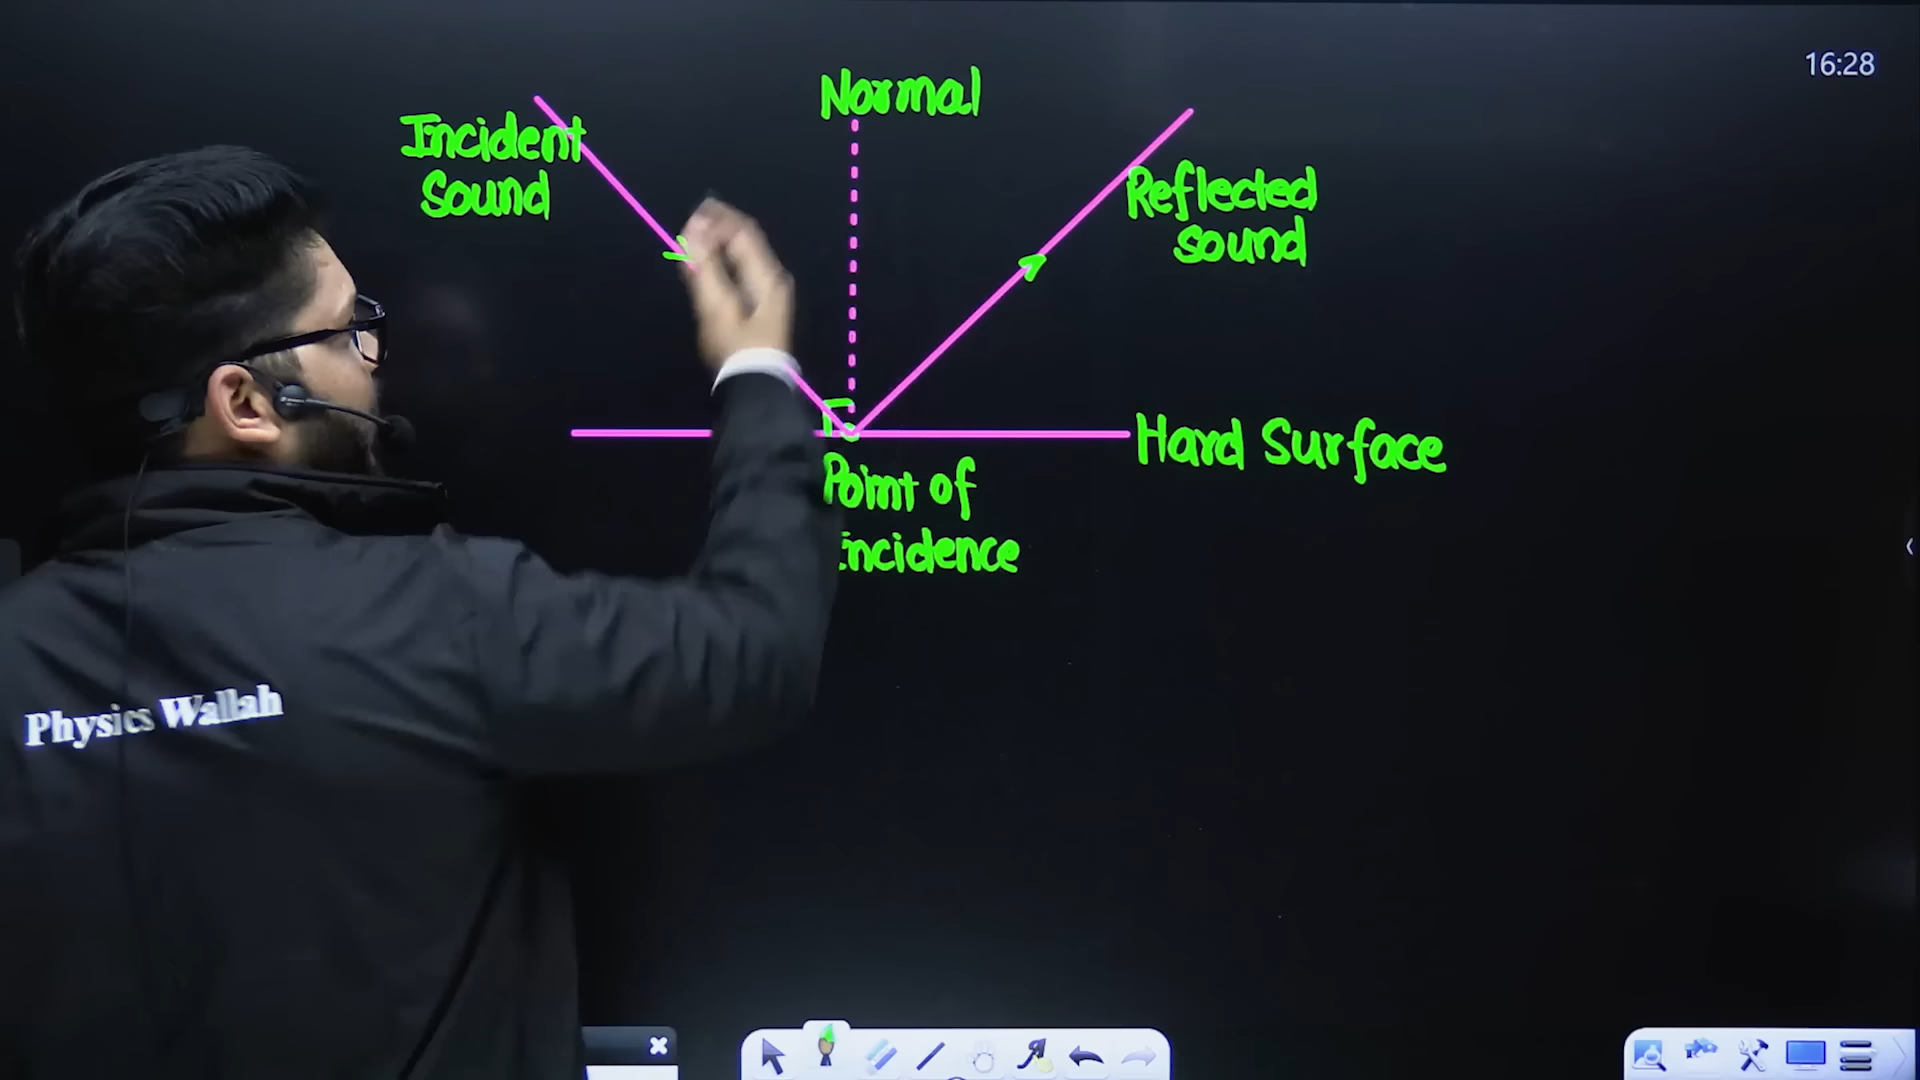 16:28
Normal
Incident
Sound
Reflected
sound
Hard Surface
Point of
incidence
Physics Wallah